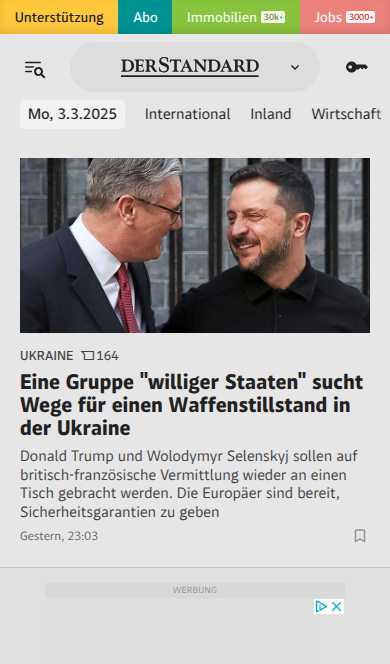 Unterstützung Abo Immobilien 30k+ Jobs 3000+
DERSTANDARD
Mo, 3.3.2025 International Inland Wirtschaft
UKRAINE 164
Eine Gruppe "williger Staaten" sucht
Wege für einen Waffenstillstand in
der Ukraine
Donald Trump und Wolodymyr Selenskyj sollen auf
britisch-französische Vermittlung wieder an einen
Tisch gebracht werden. Die Europäer sind bereit,
Sicherheitsgarantien zu geben
Gestern, 23:03
WERBUNG